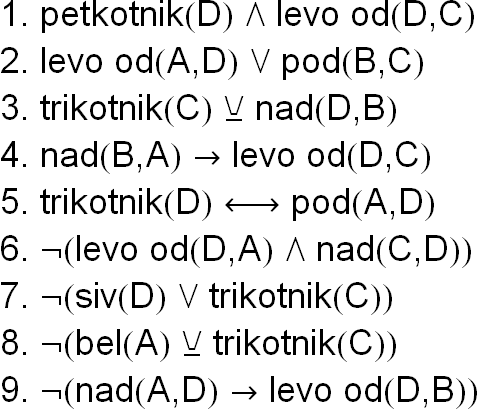 1. petkotnik(D) ∧ levo od(D,C)
2. levo od(A,D) ∨ pod(B,C)
3. trikotnik(C) ⊻ nad(D,B)
4. nad(B,A) → levo od(D,C)
5. trikotnik(D) ⟷ pod(A,D)
6. ¬(levo od(D,A) ∧ nad(C,D))
7. ¬(siv(D) ∨ trikotnik(C))
8. ¬(bel(A) ⊻ trikotnik(C))
9. ¬(nad(A,D) → levo od(D,B))